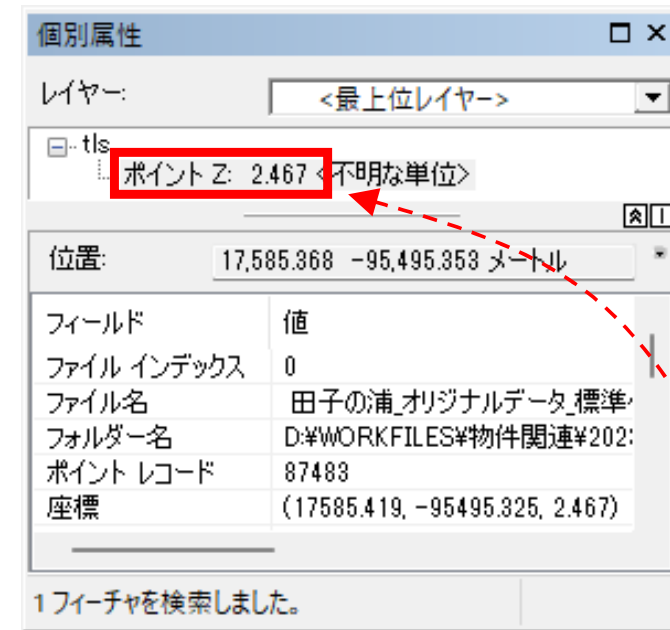 個別属性
レイヤー: <最上位レイヤー>
tls
ポイント Z: 2.467 <不明な単位>
位置: 17,585.368 -95,495.353 メートル
フィールド 値
ファイル インデックス 0
ファイル名 田子の浦_オリジナルデータ_標準
フォルダー名 D:¥WORKFILES¥物件関連¥202
ポイント レコード 87483
座標 (17585.419, -95495.325, 2.467)
1 フィーチャを検索しました。